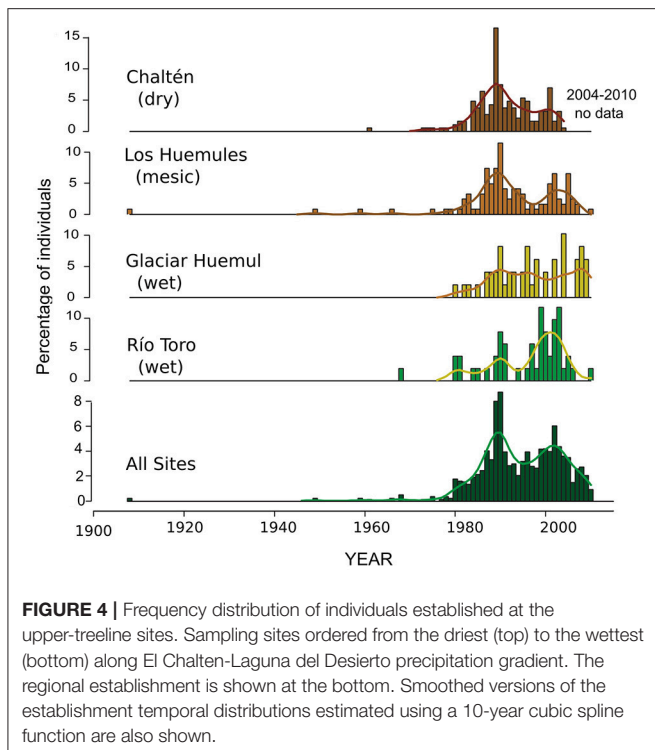 15
10
5
0
Chaltén
(dry)
2004-2010
no data
10
5
0
Los Huemules
(mesic)
10
5
0
Glaciar Huemul
(wet)
10
5
0
Río Toro
(wet)
8
6
4
2
0
All Sites
Percentage of individuals
1900
1920
1940
1960
1980
2000
YEAR
FIGURE 4 | Frequency distribution of individuals established at the
upper-treeline sites. Sampling sites ordered from the driest (top) to the wettest
(bottom) along El Chalten-Laguna del Desierto precipitation gradient. The
regional establishment is shown at the bottom. Smoothed versions of the
establishment temporal distributions estimated using a 10-year cubic spline
function are also shown.